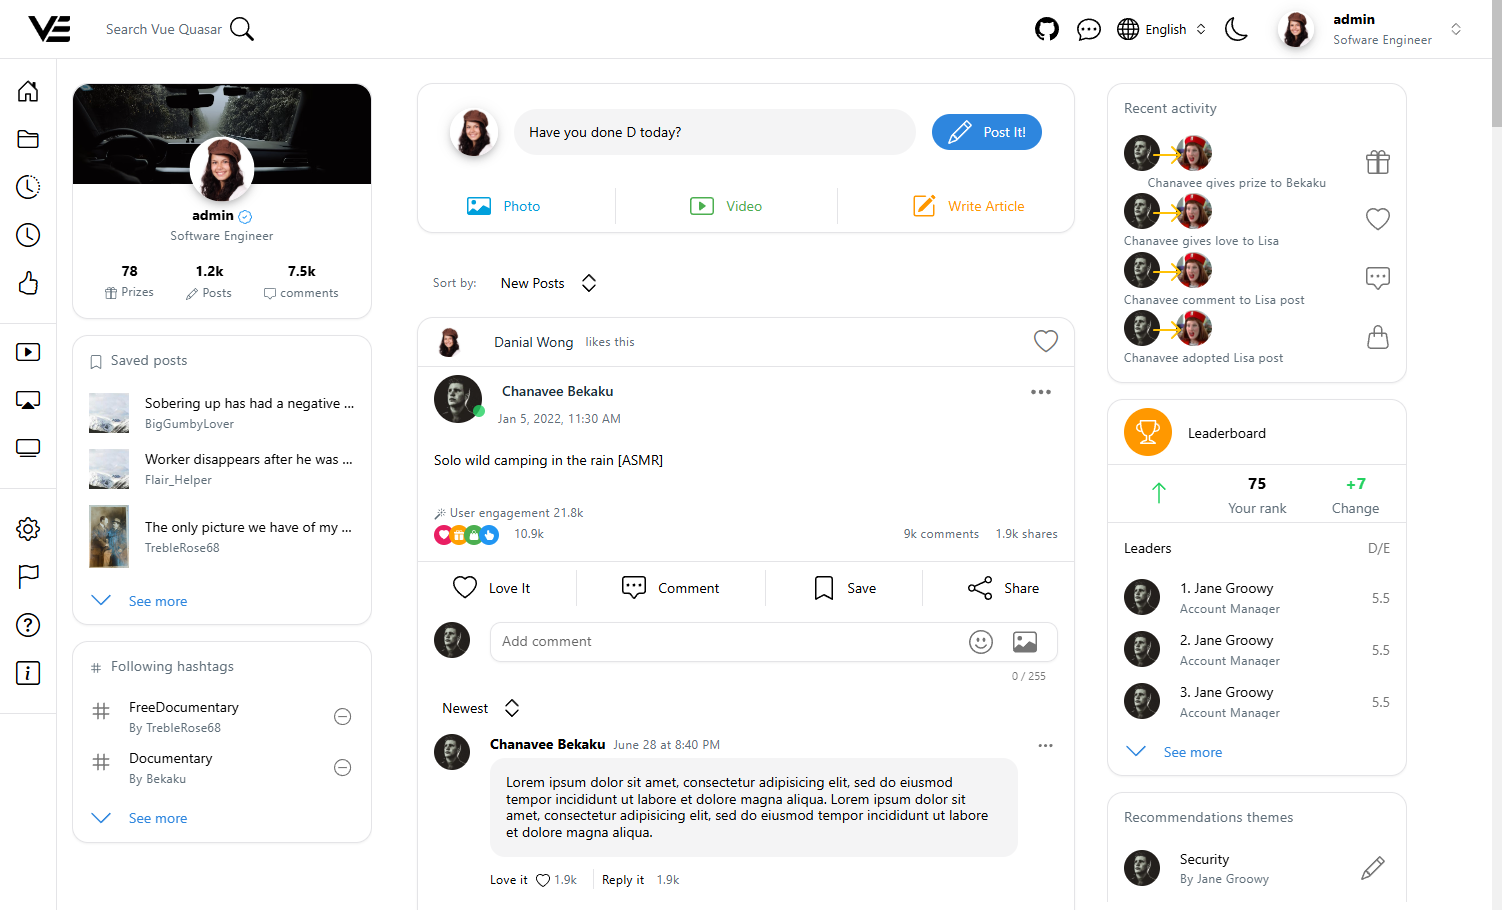 VE
Search Vue Quasar
English
admin
Sofware Engineer
admin
Software Engineer
78
1.2k
7.5k
Prizes
Posts
comments
Saved posts
Sobering up has had a negative ...
BigGumbyLover
Worker disappears after he was ...
Flair_Helper
The only picture we have of my ...
TrebleRose68
See more
Following hashtags
FreeDocumentary
By TrebleRose68
Documentary
By Bekaku
See more
Have you done D today?
Post It!
Photo
Video
Write Article
Sort by:
New Posts
Danial Wong likes this
Chanavee Bekaku
Jan 5, 2022, 11:30 AM
Solo wild camping in the rain [ASMR]
User engagement 21.8k
10.9k
9k comments
1.9k shares
Love It
Comment
Save
Share
Add comment
0 / 255
Newest
Chanavee Bekaku June 28 at 8:40 PM
Lorem ipsum dolor sit amet, consectetur adipisicing elit, sed do eiusmod
tempor incididunt ut labore et dolore magna aliqua. Lorem ipsum dolor sit
amet, consectetur adipisicing elit, sed do eiusmod tempor incididunt ut labore
et dolore magna aliqua.
Love it 1.9k
Reply it 1.9k
Recent activity
Chanavee gives prize to Bekaku
Chanavee gives love to Lisa
Chanavee comment to Lisa post
Chanavee adopted Lisa post
Leaderboard
75
+7
Your rank
Change
Leaders
D/E
1. Jane Groowy
Account Manager
5.5
2. Jane Groowy
Account Manager
5.5
3. Jane Groowy
Account Manager
5.5
See more
Recommendations themes
Security
By Jane Groowy